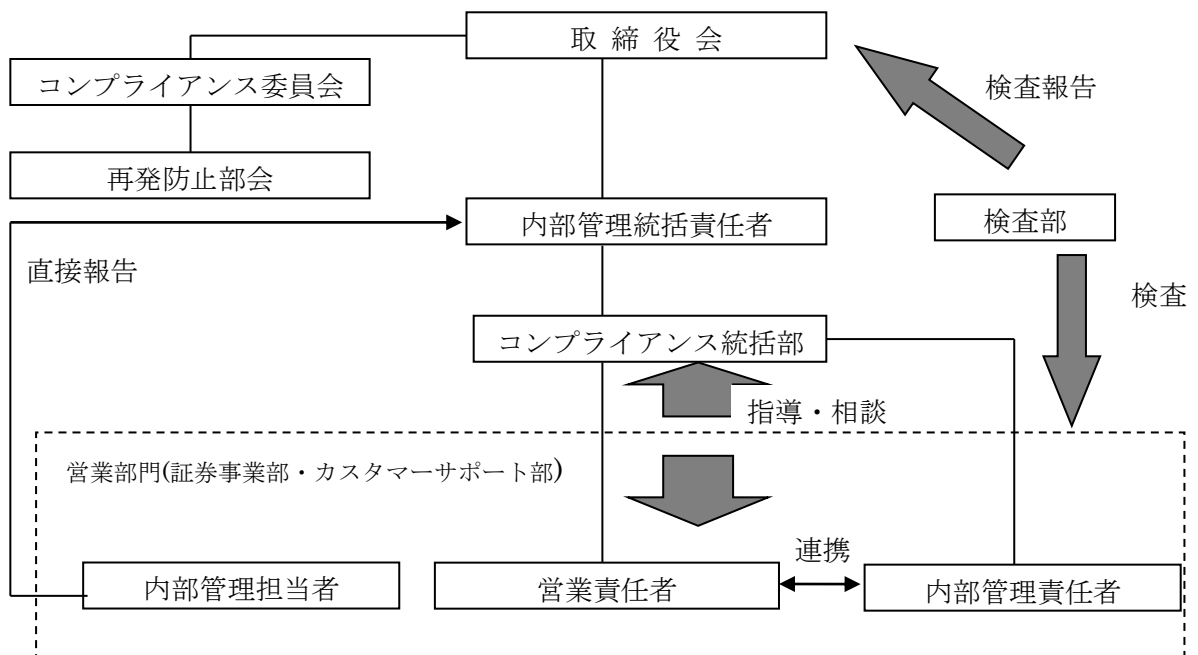 取 締 役 会
コンプライアンス委員会
検査報告
再発防止部会
内部管理統括責任者
検査部
直接報告
検査
コンプライアンス統括部
指導・相談
営業部門(証券事業部・カスタマーサポート部)
連携
内部管理担当者
営業責任者
内部管理責任者